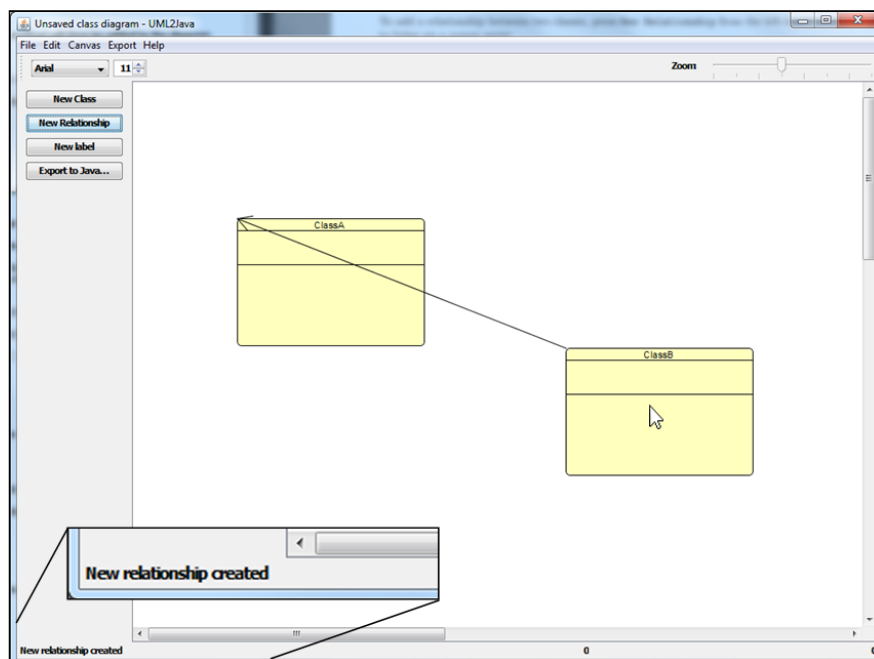 Unsaved class diagram - UML2Java
File Edit Canvas Export Help
Arial 11 Zoom
New Class
New Relationship
New label
Export to Java...
ClassA
ClassB
New relationship created
New relationship created 0